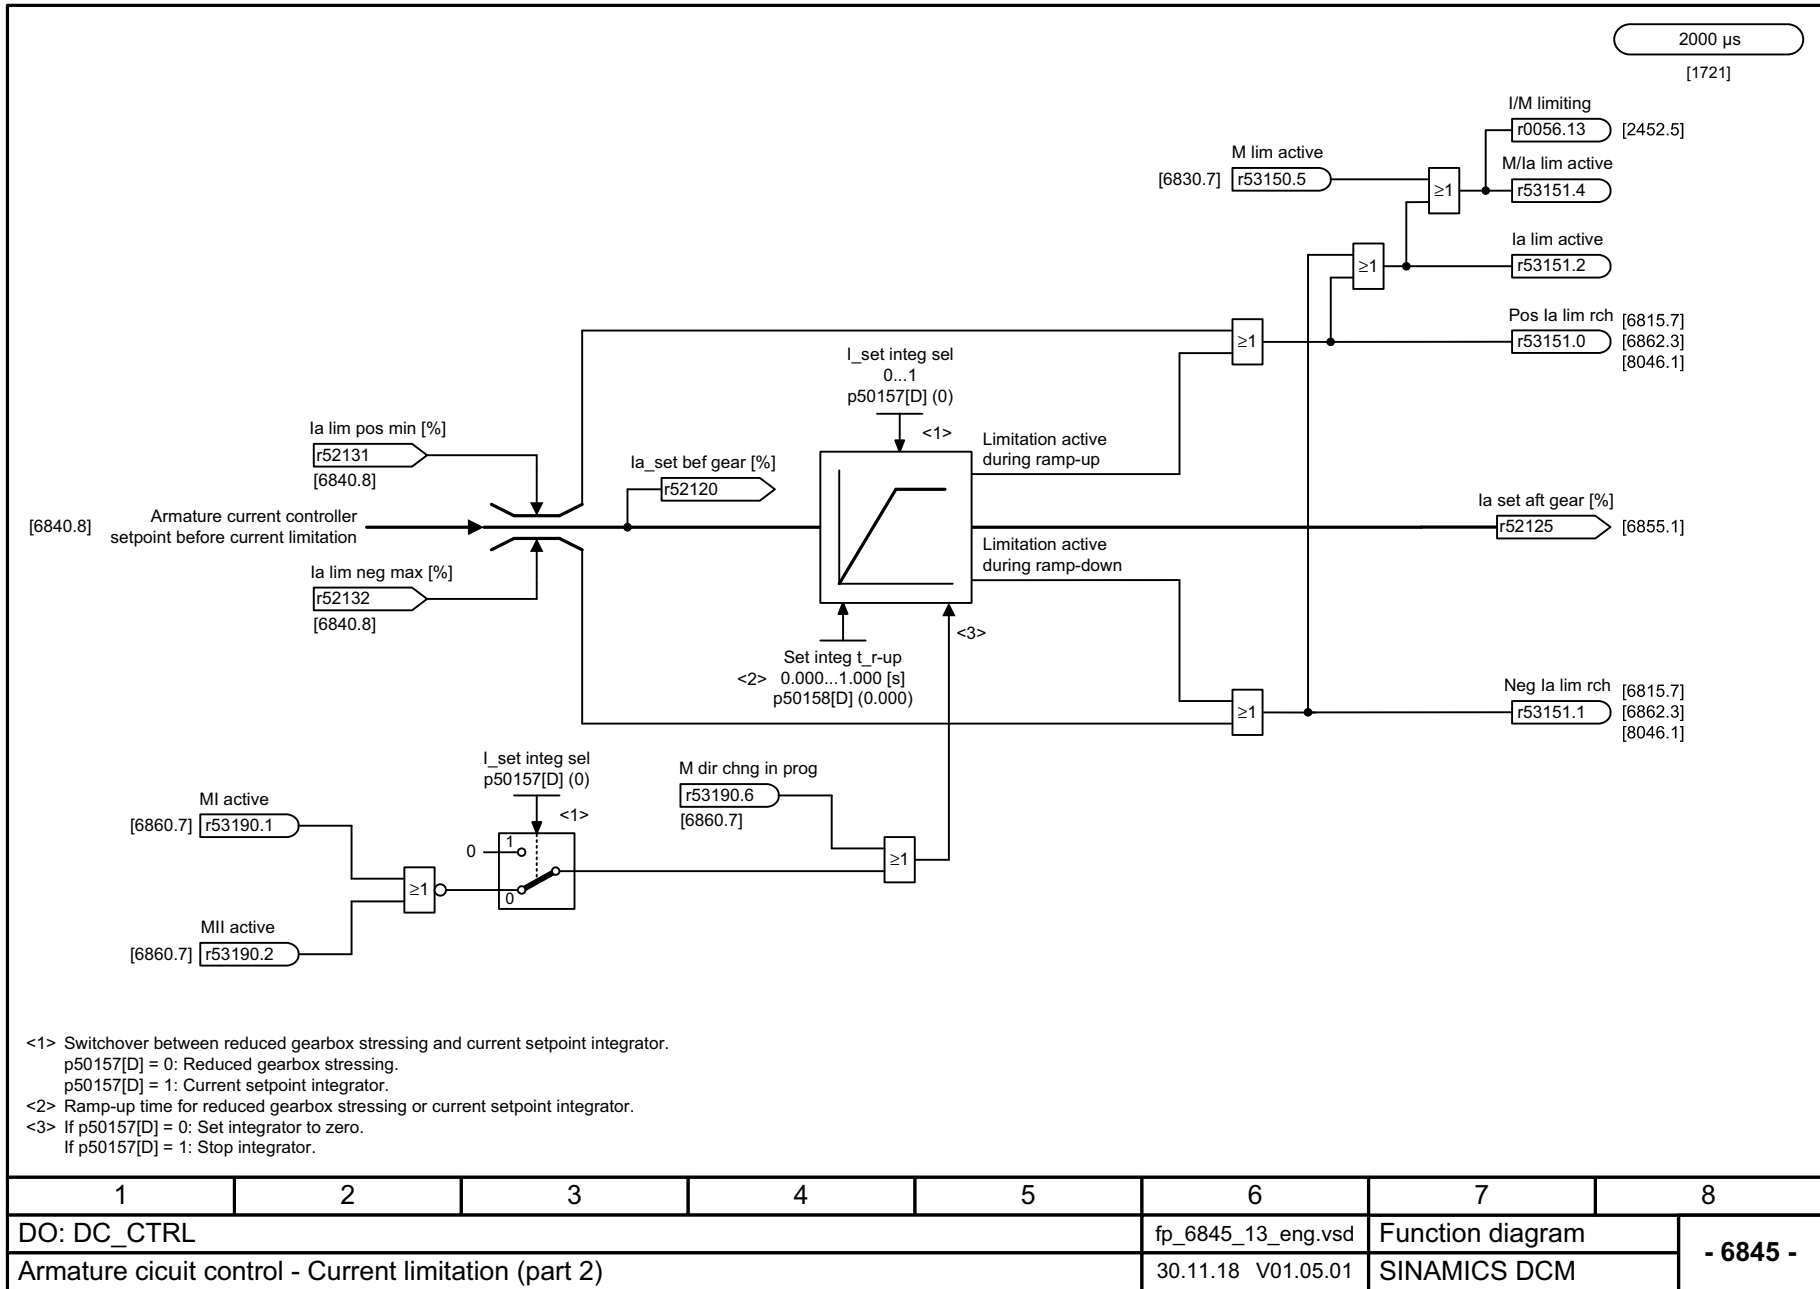 2000 µs
[1721]
I/M limiting
r0056.13 [2452.5]
M lim active
M/Ia lim active
[6830.7] r53150.5
≥1
r53151.4
Ia lim active
≥1
r53151.2
Pos Ia lim rch
[6815.7]
≥1
r53151.0
[6862.3]
[8046.1]
I_set integ sel
0...1
p50157[D] (0)
<1>
Limitation active
during ramp-up
Ia lim pos min [%]
r52131
[6840.8]
Ia_set bef gear [%]
r52120
[6840.8]
Armature current controller
setpoint before current limitation
Ia set aft gear [%]
r52125 [6855.1]
Limitation active
during ramp-down
Ia lim neg max [%]
r52132
[6840.8]
<3>
Set integ t_r-up
<2> 0.000...1.000 [s]
p50158[D] (0.000)
Neg Ia lim rch
[6815.7]
≥1
r53151.1
[6862.3]
[8046.1]
I_set integ sel
p50157[D] (0)
<1>
M dir chng in prog
r53190.6
[6860.7]
MI active
[6860.7] r53190.1
0
1
0
≥1
≥1
MII active
[6860.7] r53190.2
<1> Switchover between reduced gearbox stressing and current setpoint integrator.
p50157[D] = 0: Reduced gearbox stressing.
p50157[D] = 1: Current setpoint integrator.
<2> Ramp-up time for reduced gearbox stressing or current setpoint integrator.
<3> If p50157[D] = 0: Set integrator to zero.
If p50157[D] = 1: Stop integrator.
1 2 3 4 5 6 7 8
DO: DC_CTRL fp_6845_13_eng.vsd Function diagram
- 6845 -
Armature cicuit control - Current limitation (part 2) 30.11.18 V01.05.01 SINAMICS DCM